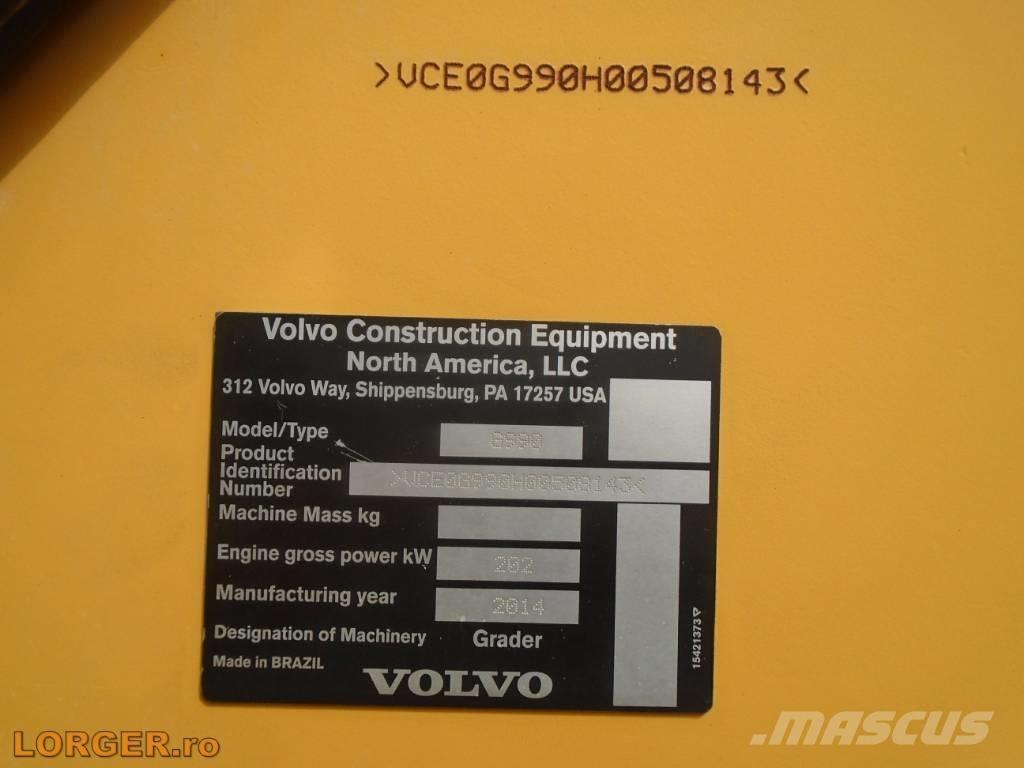 >VCE0G990H00508143<
Volvo Construction Equipment
North America, LLC
312 Volvo Way, Shippensburg, PA 17257 USA
Model/Type G990
Product
Identification
Number >VCE0G990H00508143<
Machine Mass kg
Engine gross power kW 202
Manufacturing year 2014
Designation of Machinery Grader
Made in BRAZIL
VOLVO
15421373
LORGER.ro
MASCUS